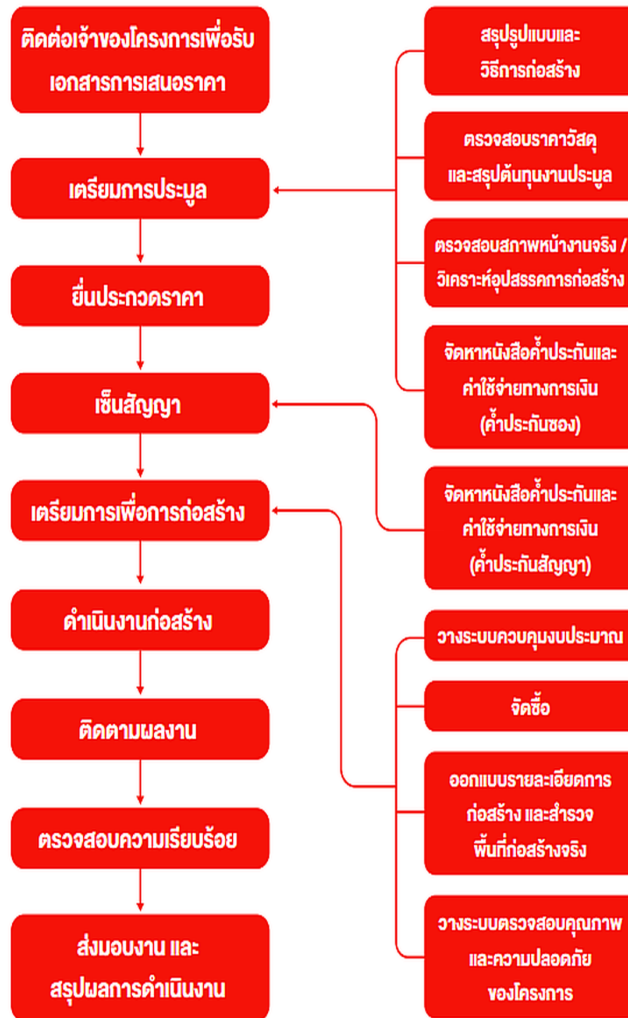 ติดต่อเจ้าของโครงการเพื่อรับ
เอกสารการเสนอราคา
เตรียมการประมูล
ยื่นประกวดราคา
เซ็นสัญญา
เตรียมการเพื่อการก่อสร้าง
ดำเนินงานก่อสร้าง
ติดตามผลงาน
ตรวจสอบความเรียบร้อย
ส่งมอบงาน และ
สรุปผลการดำเนินงาน
สรุปรูปแบบและ
วิธีการก่อสร้าง
ตรวจสอบราคาวัสดุ
และสรุปต้นทุนงานประมูล
ตรวจสอบสภาพหน้างานจริง /
วิเคราะห์อุปสรรคการก่อสร้าง
จัดหาหนังสือค้ำประกันและ
ค่าใช้จ่ายทางการเงิน
(ค้ำประกันซอง)
จัดหาหนังสือค้ำประกันและ
ค่าใช้จ่ายทางการเงิน
(ค้ำประกันสัญญา)
วางระบบควบคุมงบประมาณ
จัดซื้อ
ออกแบบรายละเอียดการ
ก่อสร้าง และสำรวจ
พื้นที่ก่อสร้างจริง
วางระบบตรวจสอบคุณภาพ
และความปลอดภัย
ของโครงการ